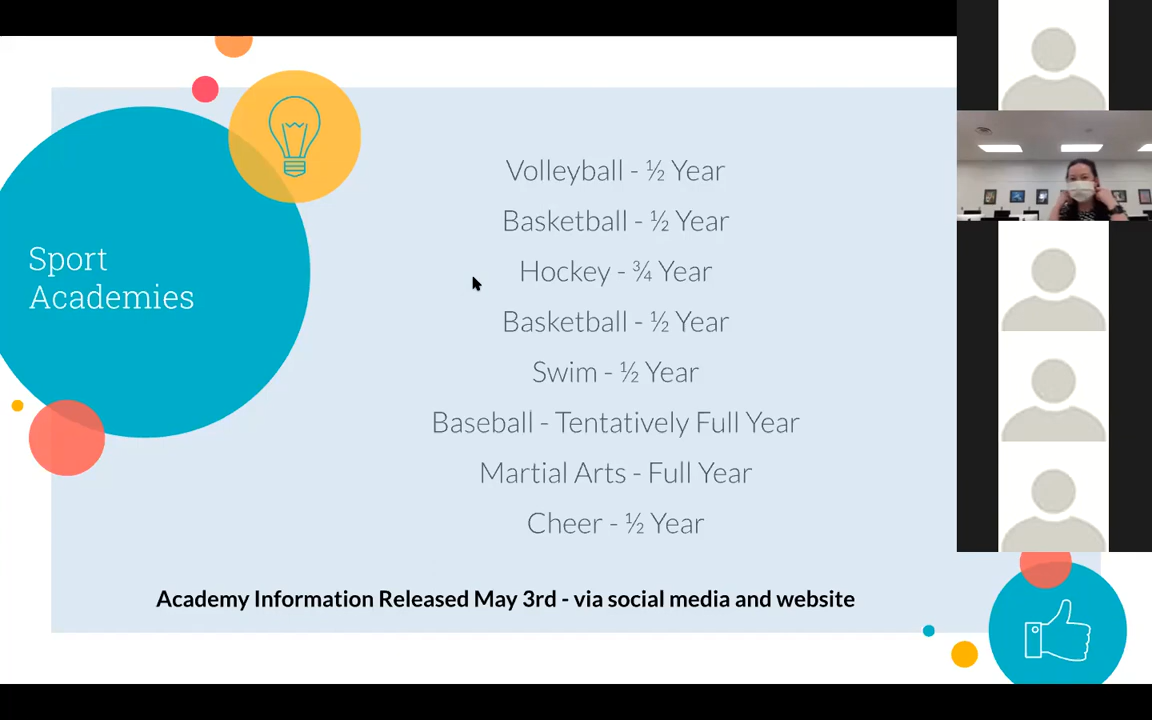 Sport
Academies
Volleyball - ½ Year
Basketball - ½ Year
Hockey - ¾ Year
Basketball - ½ Year
Swim - ½ Year
Baseball - Tentatively Full Year
Martial Arts - Full Year
Cheer - ½ Year
Academy Information Released May 3rd - via social media and website